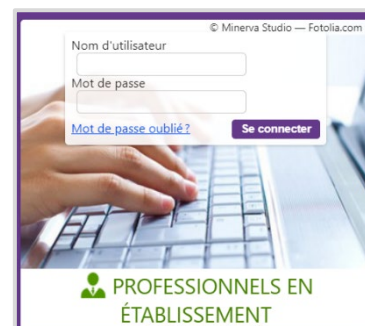 © Minerva Studio — Fotolia.com
Nom d'utilisateur
Mot de passe
Mot de passe oublié ?
Se connecter
PROFESSIONNELS EN
ÉTABLISSEMENT